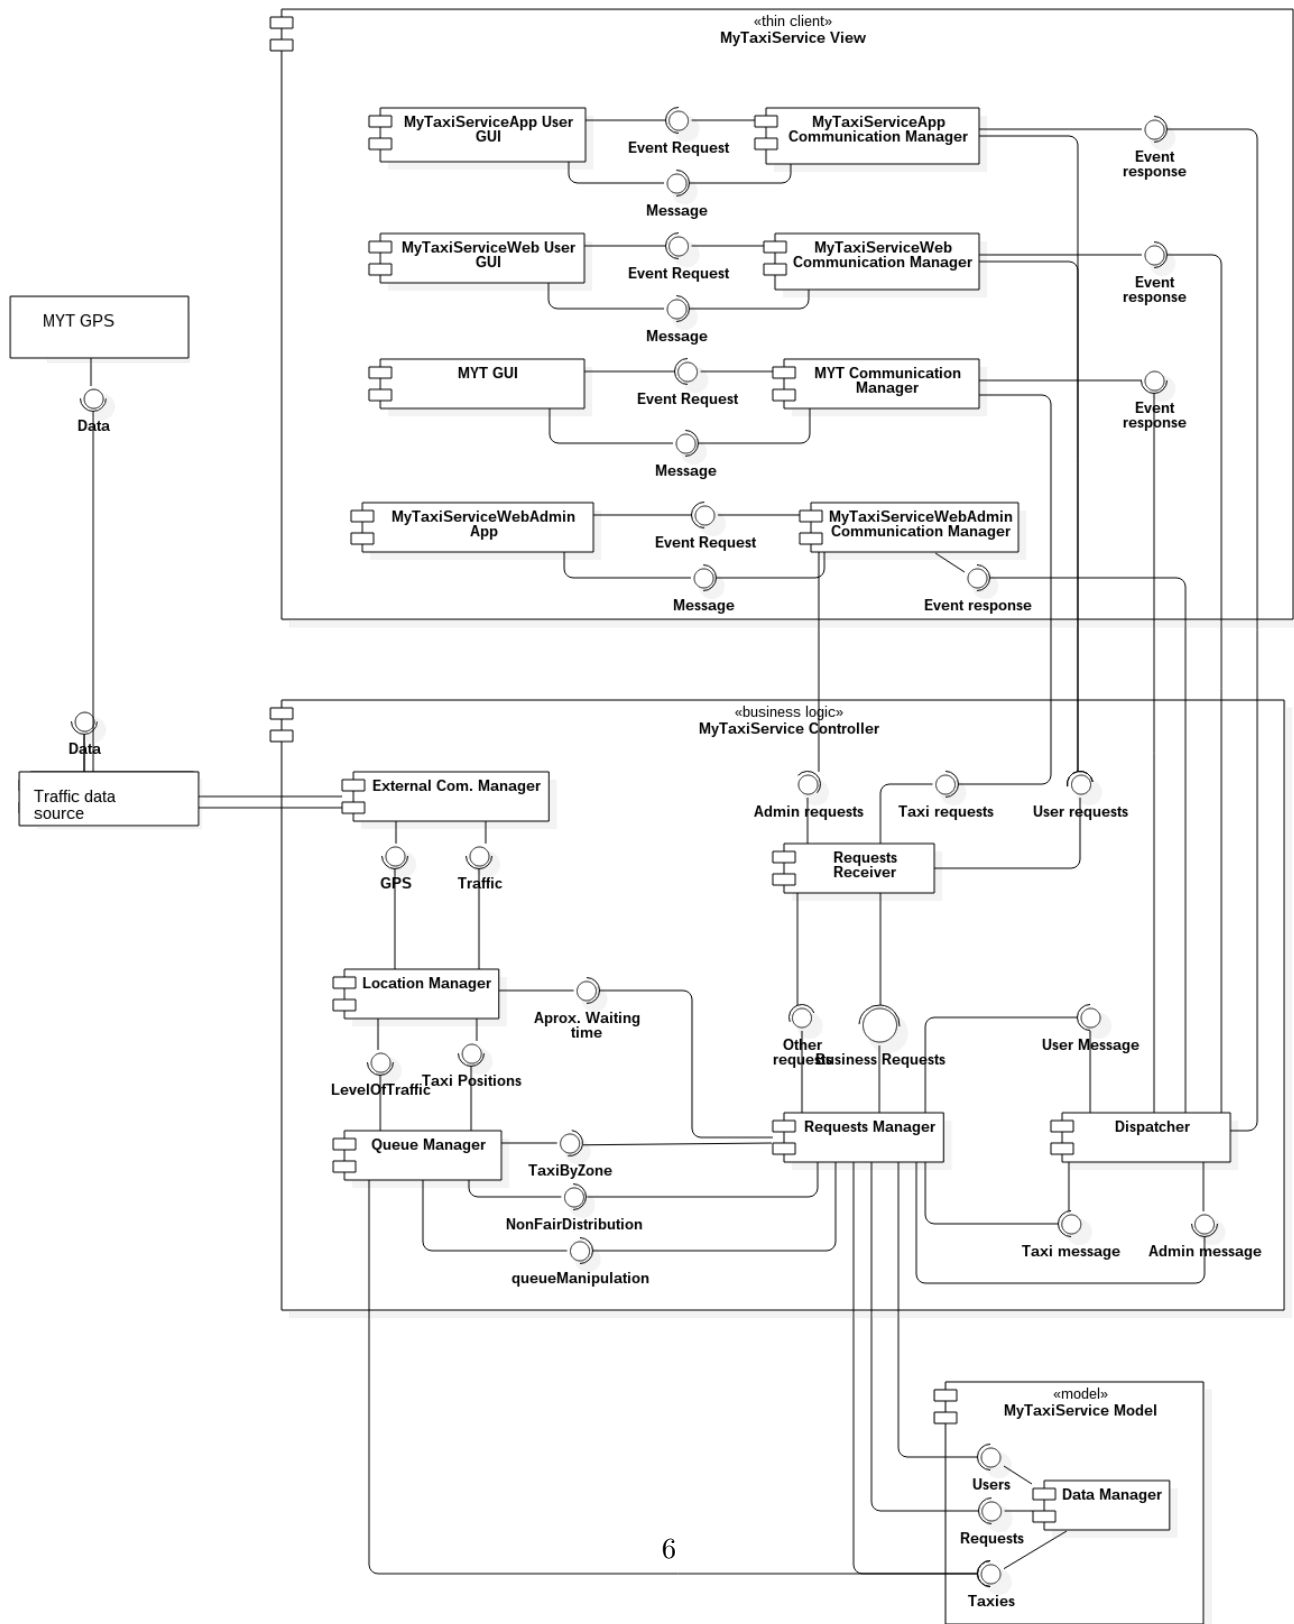 «thin client»
MyTaxiService View
MyTaxiServiceApp User
GUI
Event Request
MyTaxiServiceApp
Communication Manager
Event
response
Message
MyTaxiServiceWeb User
GUI
Event Request
MyTaxiServiceWeb
Communication Manager
Event
response
Message
MYT GPS
Data
MYT GUI
Event Request
MYT Communication
Manager
Event
response
Message
MyTaxiServiceWebAdmin
App
Event Request
MyTaxiServiceWebAdmin
Communication Manager
Message
Event response
«business logic»
MyTaxiService Controller
Data
Traffic data
source
External Com. Manager
Admin requests
Taxi requests
User requests
GPS
Traffic
Requests
Receiver
Location Manager
Aprox. Waiting
time
Other
requests
Business Requests
User Message
LevelOfTraffic
Taxi Positions
Queue Manager
TaxiByZone
Requests Manager
Dispatcher
NonFairDistribution
Taxi message
Admin message
queueManipulation
«model»
MyTaxiService Model
Users
Data Manager
Requests
Taxies
6